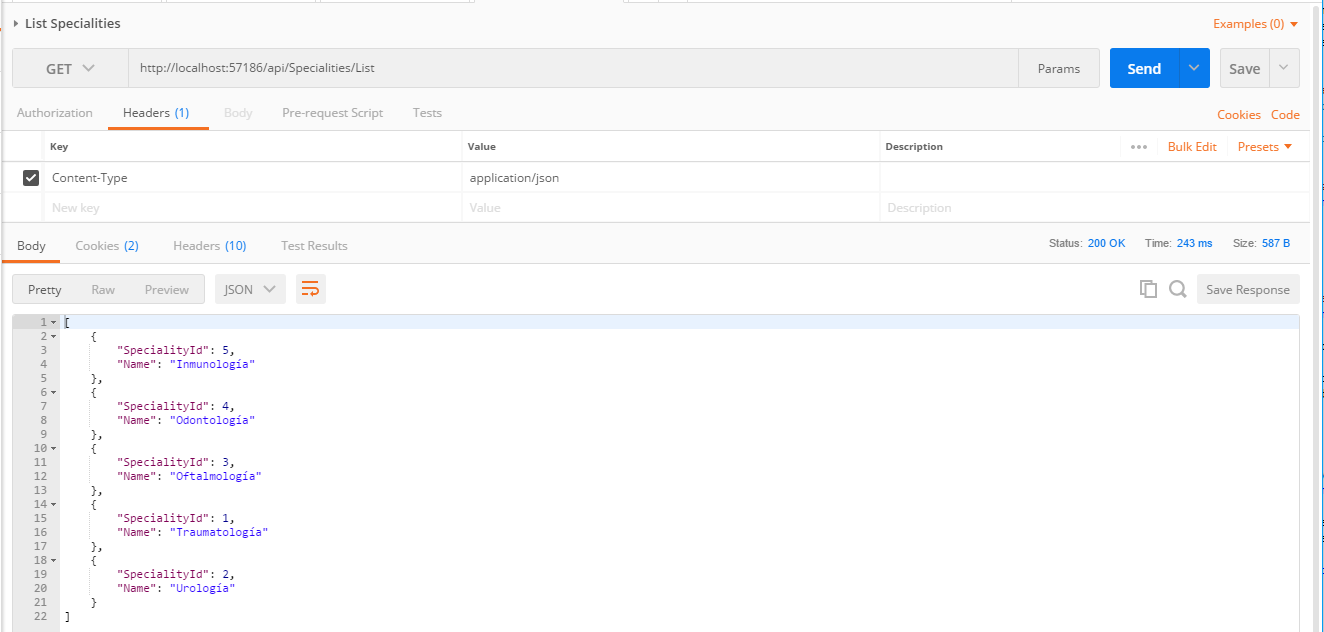 List Specialities Examples (0)
GET http://localhost:57186/api/Specialities/List Params Send Save
Authorization Headers (1) Body Pre-request Script Tests Cookies Code
Key Value Description ••• Bulk Edit Presets
Content-Type application/json
New key Value Description
Body Cookies (2) Headers (10) Test Results Status: 200 OK Time: 243 ms Size: 587 B
Pretty Raw Preview JSON Save Response
1 [
2 {
3 "SpecialityId": 5,
4 "Name": "Inmunología"
5 },
6 {
7 "SpecialityId": 4,
8 "Name": "Odontología"
9 },
10 {
11 "SpecialityId": 3,
12 "Name": "Oftalmología"
13 },
14 {
15 "SpecialityId": 1,
16 "Name": "Traumatología"
17 },
18 {
19 "SpecialityId": 2,
20 "Name": "Urología"
21 }
22 ]